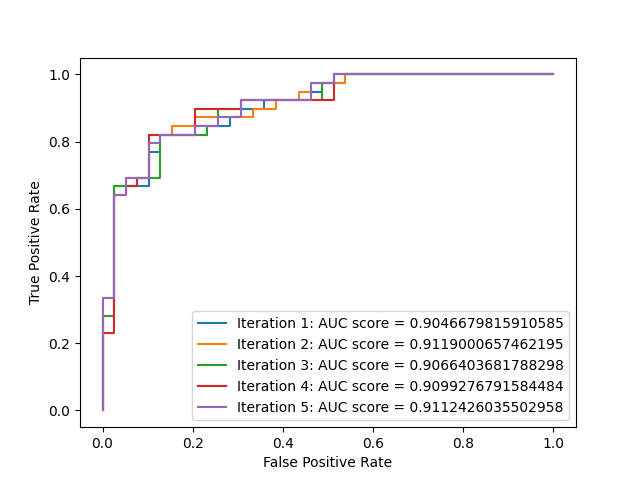 1.0
0.8
0.6
0.4
0.2
0.0
True Positive Rate
Iteration 1: AUC score = 0.9046679815910585
Iteration 2: AUC score = 0.9119000657462195
Iteration 3: AUC score = 0.9066403681788298
Iteration 4: AUC score = 0.9099276791584484
Iteration 5: AUC score = 0.9112426035502958
0.0 0.2 0.4 0.6 0.8 1.0
False Positive Rate